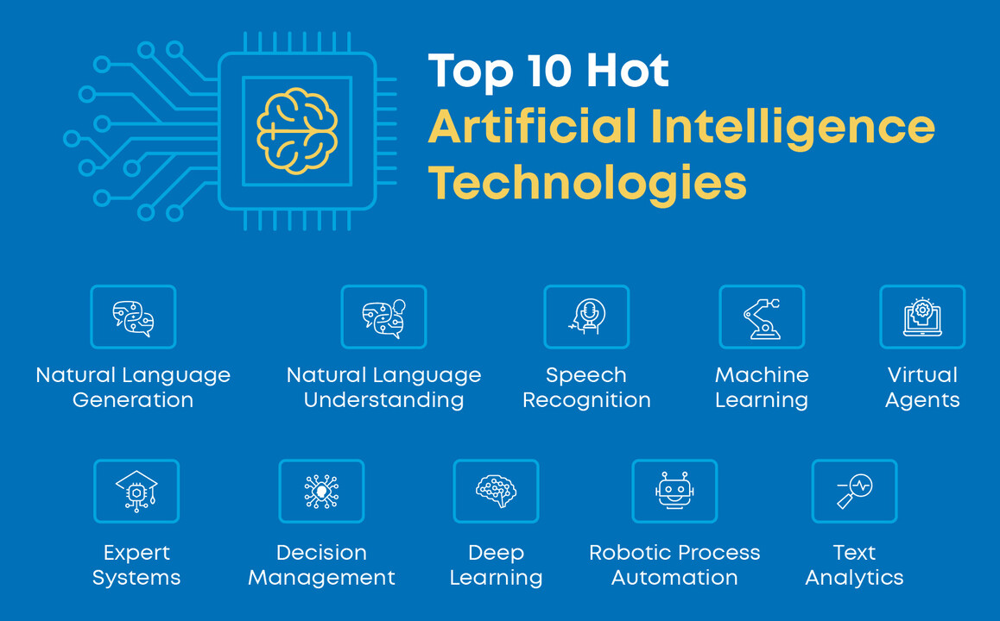 Top 10 Hot
Artificial Intelligence
Technologies
Natural Language
Generation
Natural Language
Understanding
Speech
Recognition
Machine
Learning
Virtual
Agents
Expert
Systems
Decision
Management
Deep
Learning
Robotic Process
Automation
Text
Analytics